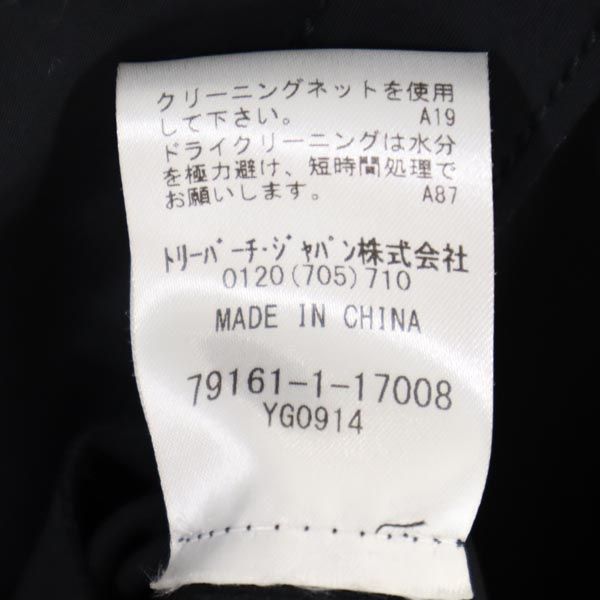 クリーニングネットを使用
して下さい。 A19
ドライクリーニングは水分
を極力避け、短時間処理で
お願いします。 A87
トリーバーチ・ジャパン株式会社
0120(705)710
MADE IN CHINA
79161-1-17008
YG0914